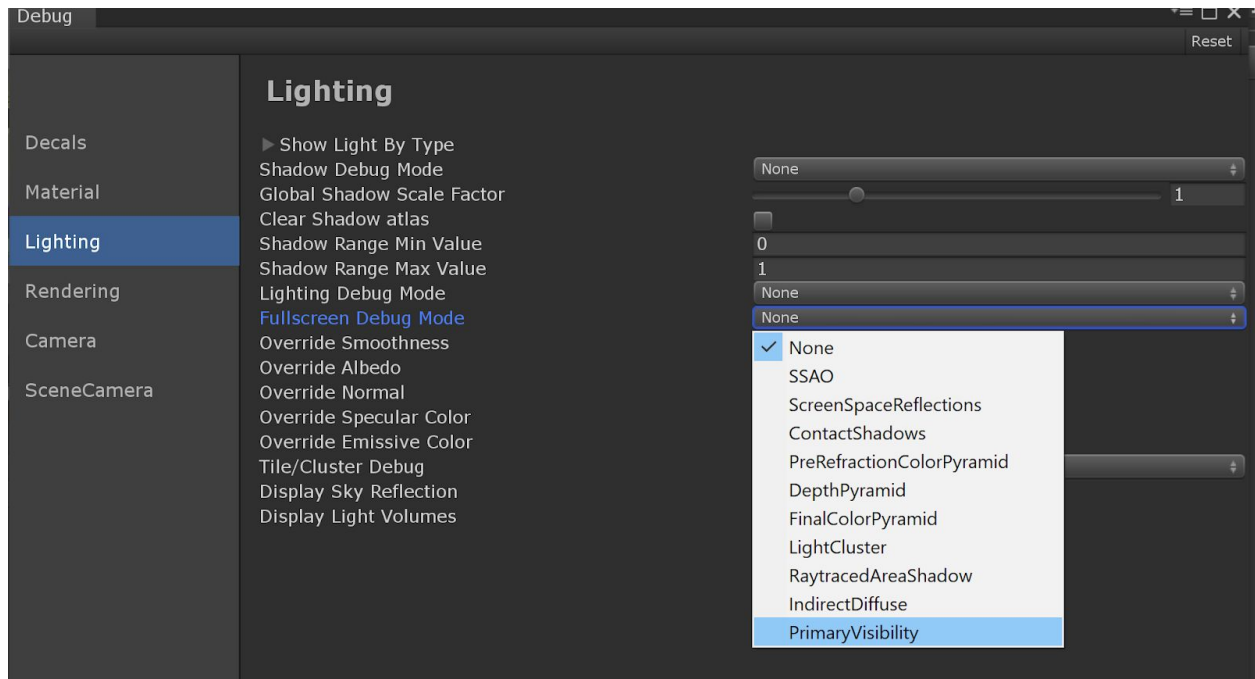 Debug
Reset
Lighting
Decals
Material
Lighting
Rendering
Camera
SceneCamera
Show Light By Type
Shadow Debug Mode None
Global Shadow Scale Factor 1
Clear Shadow atlas
Shadow Range Min Value 0
Shadow Range Max Value 1
Lighting Debug Mode None
Fullscreen Debug Mode None
Override Smoothness
Override Albedo
Override Normal
Override Specular Color
Override Emissive Color
Tile/Cluster Debug
Display Sky Reflection
Display Light Volumes
None
SSAO
ScreenSpaceReflections
ContactShadows
PreRefractionColorPyramid
DepthPyramid
FinalColorPyramid
LightCluster
RaytracedAreaShadow
IndirectDiffuse
PrimaryVisibility